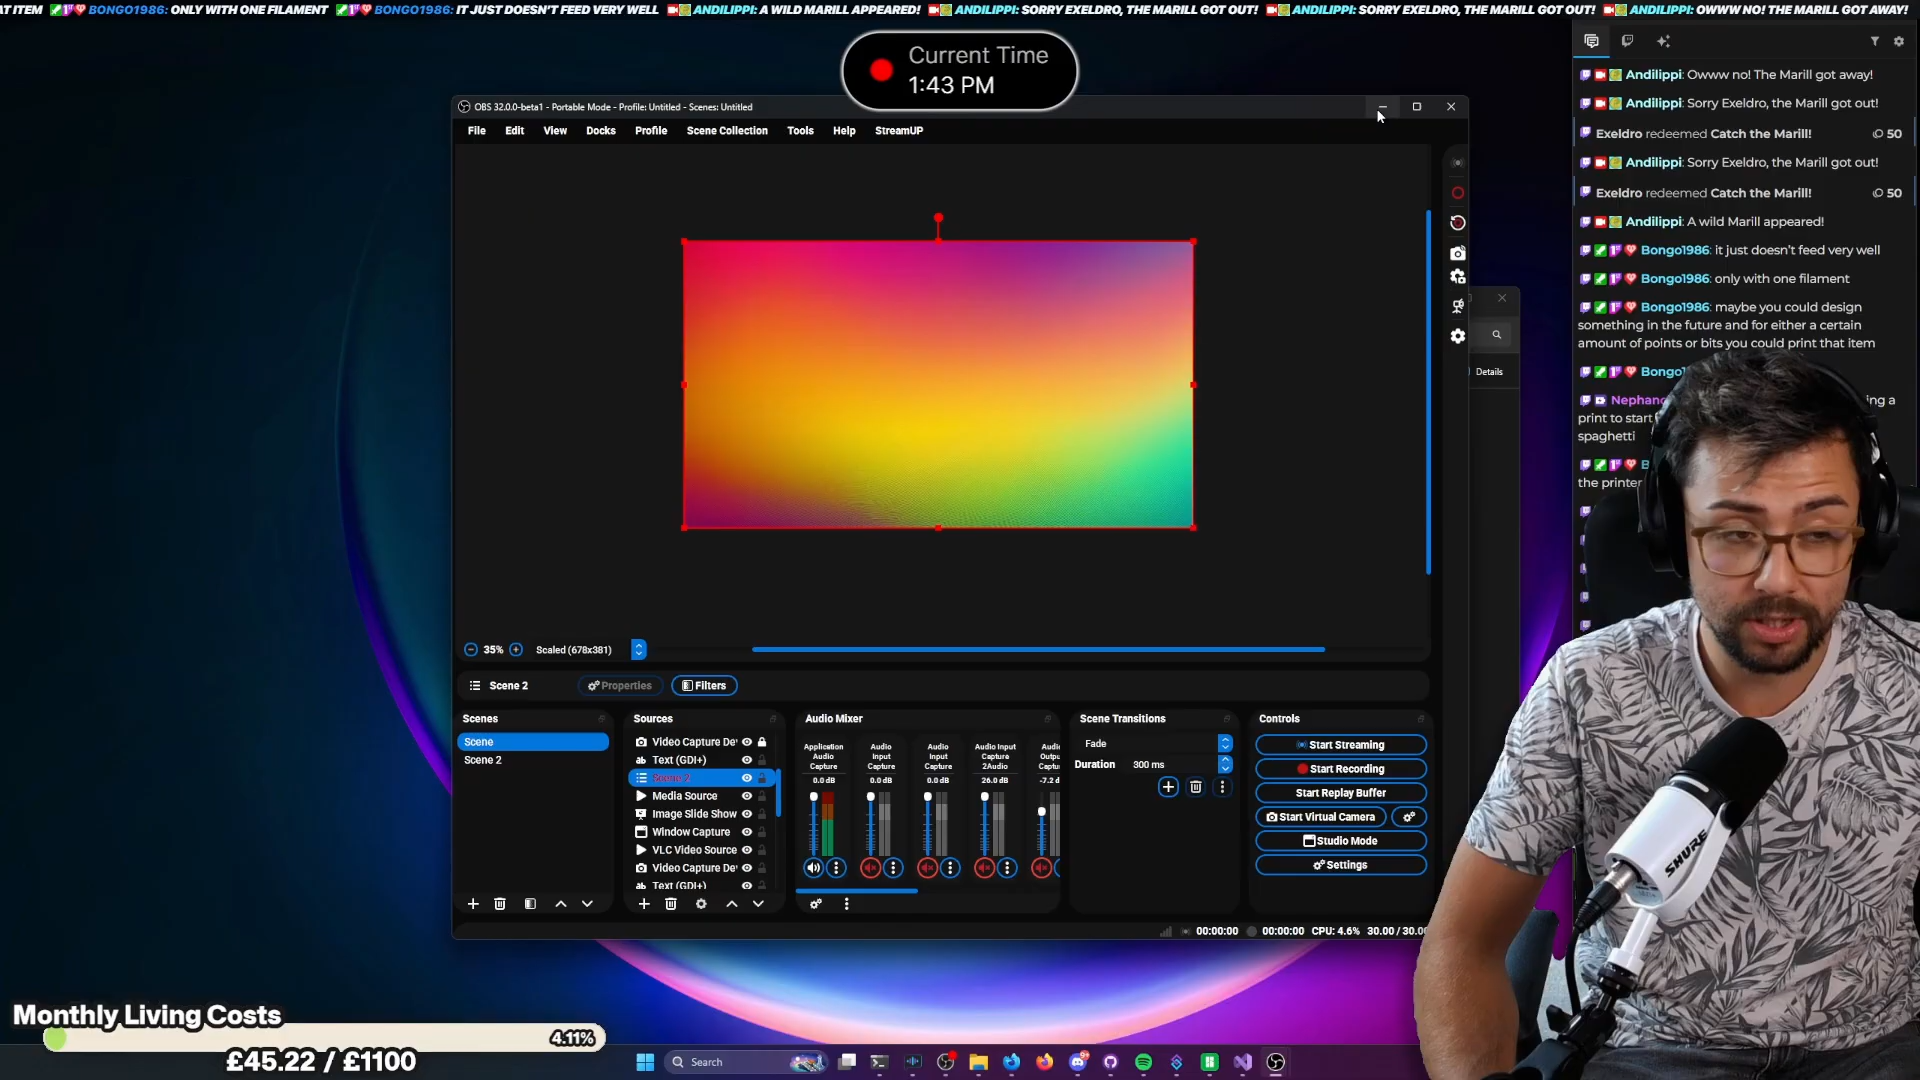 AT ITEM BONGO1986: ONLY WITH ONE FILAMENT BONGO1986: IT JUST DOESN'T FEED VERY WELL ANDILIPPI: A WILD MARILL APPEARED! ANDILIPPI: SORRY EXELDRO, THE MARILL GOT OUT! ANDILIPPI: SORRY EXELDRO, THE MARILL GOT OUT! ANDILIPPI: OWWW NO! THE MARILL GOT AWAY!
Current Time
1:43 PM
OBS 32.0.0-beta1 - Portable Mode - Profile: Untitled - Scenes: Untitled
File Edit View Docks Profile Scene Collection Tools Help StreamUP
35% Scaled (678x381)
Scene 2 Properties Filters
Scenes
Scene
Scene 2
Sources
Video Capture De
Text (GDI+)
Scene 2
Media Source
Image Slide Show
Window Capture
VLC Video Source
Video Capture De
Text (GDI+)
Audio Mixer
Application Audio Capture
0.0 dB
Audio Input Capture
0.0 dB
Audio Input Capture
0.0 dB
Audio Input Capture 2Audio
26.0 dB
-7.2 d
Scene Transitions
Fade
Duration 300 ms
Controls
Start Streaming
Start Recording
Start Replay Buffer
Start Virtual Camera
Studio Mode
Settings
00:00:00 00:00:00 CPU: 4.6% 30.00 / 30.00
Details
Andilippi: Owww no! The Marill got away!
Andilippi: Sorry Exeldro, the Marill got out!
Exeldro redeemed Catch the Marill! 50
Andilippi: Sorry Exeldro, the Marill got out!
Exeldro redeemed Catch the Marill! 50
Andilippi: A wild Marill appeared!
Bongo1986: it just doesn't feed very well
Bongo1986: only with one filament
Bongo1986: maybe you could design
something in the future and for either a certain
amount of points or bits you could print that item
print to start
spaghetti
the printer
SHURE
Monthly Living Costs
4.11%
£45.22 / £1100
Search